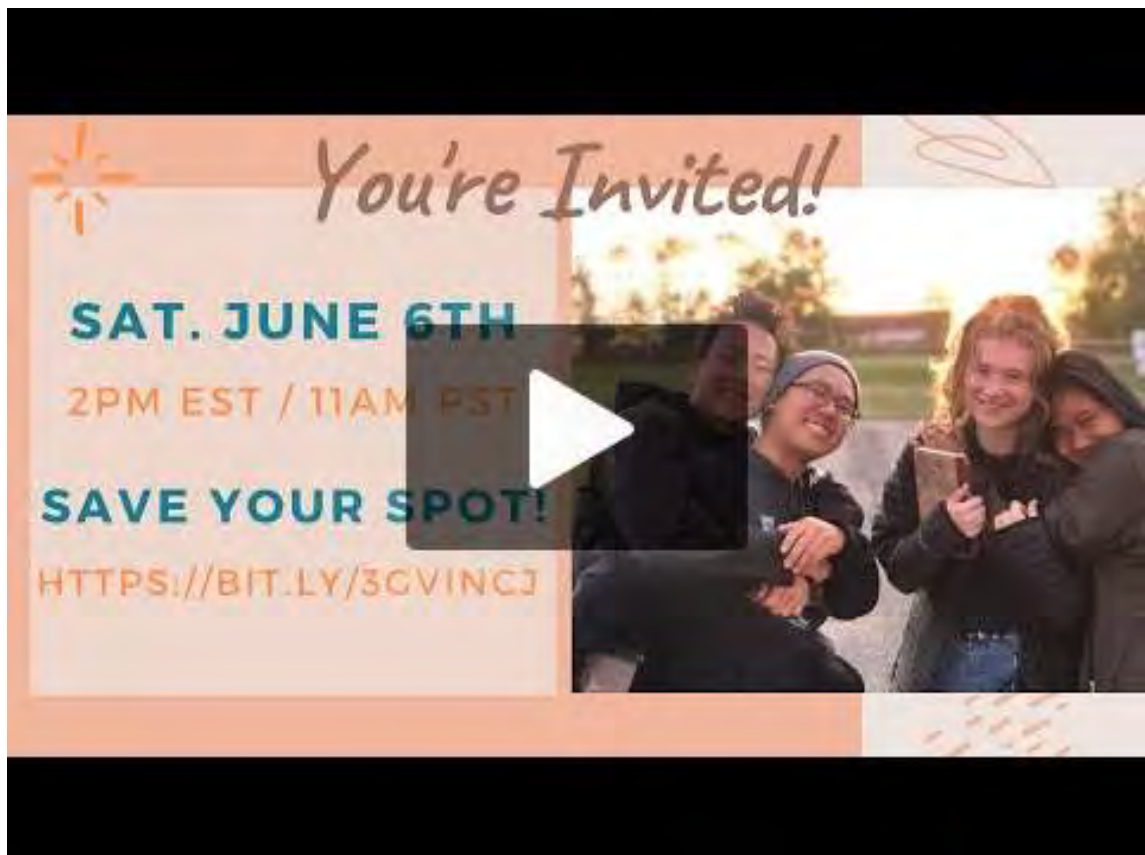 You're Invited!
SAT. JUNE 6TH
2PM EST / 11AM PST
SAVE YOUR SPOT!
HTTPS://BIT.LY/3GVINCJ